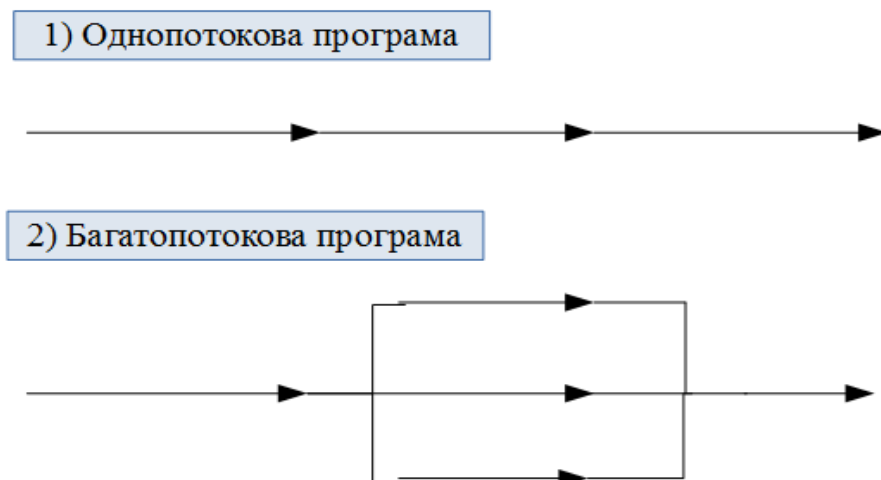 1) Однопотокова програма
2) Багатопотокова програма